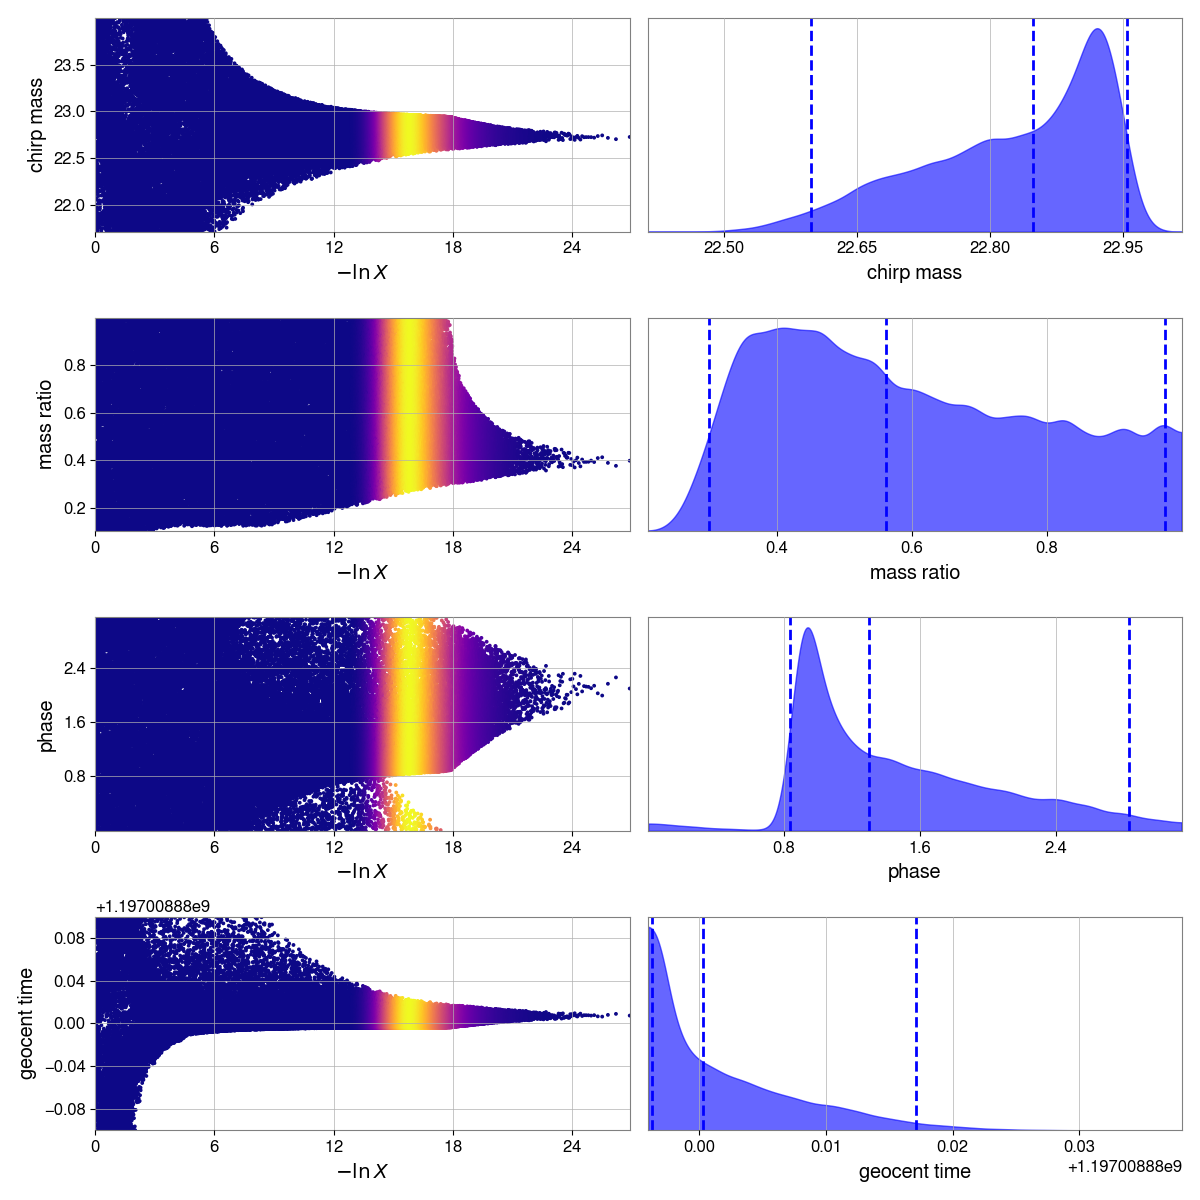 23.5
23.0
22.5
22.0
chirp mass
0 6 12 18 24
−ln X
22.50 22.65 22.80 22.95
chirp mass
0.8
0.6
0.4
0.2
mass ratio
0 6 12 18 24
−ln X
0.4 0.6 0.8
mass ratio
2.4
1.6
0.8
phase
0 6 12 18 24
−ln X
0.8 1.6 2.4
phase
+1.19700888e9
0.08
0.04
0.00
−0.04
−0.08
geocent time
0 6 12 18 24
−ln X
0.00 0.01 0.02 0.03
+1.19700888e9
geocent time